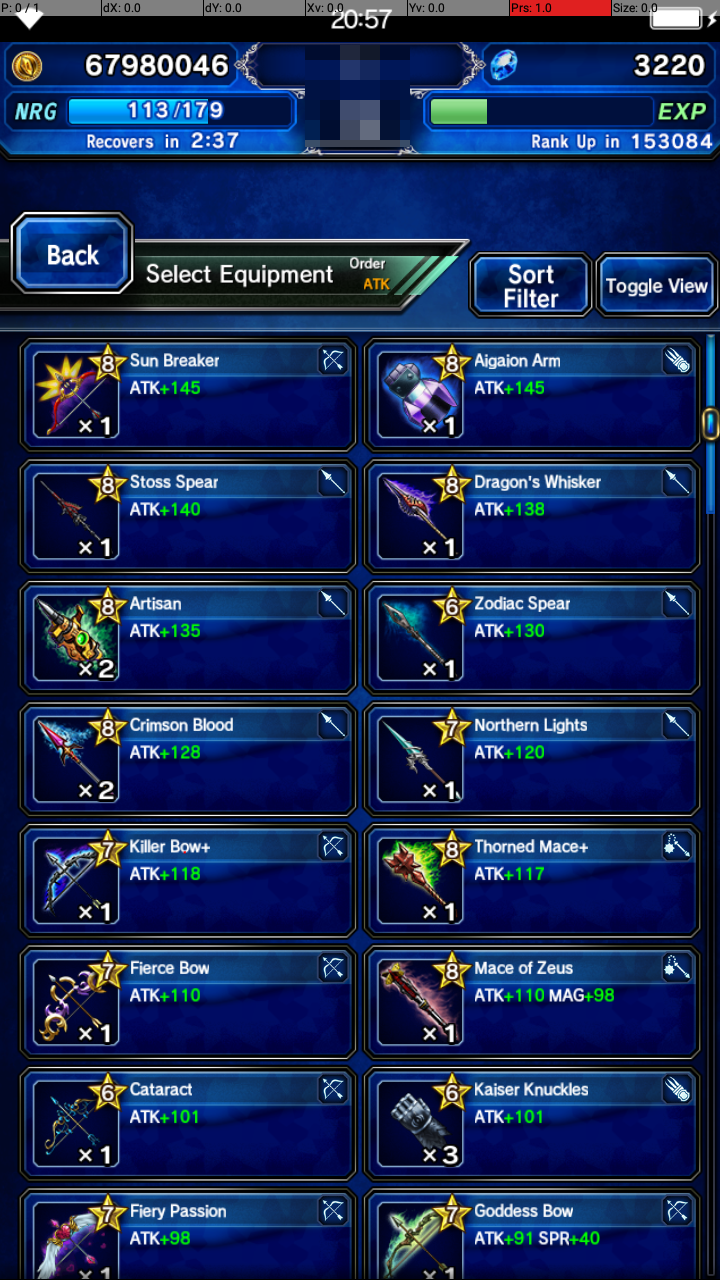 P: 0 / 1 dX: 0.0 dY: 0.0 Xv: 0.0 Yv: 0.0 Prs: 1.0 Size: 0.0
20:57
67980046 3220
NRG 113/179 EXP
Recovers in 2:37 Rank Up in 153084
Back
Select Equipment
Order
ATK
Sort
Filter
Toggle View
8 Sun Breaker
ATK+145
×1
8 Aigaion Arm
ATK+145
×1
8 Stoss Spear
ATK+140
×1
8 Dragon's Whisker
ATK+138
×1
8 Artisan
ATK+135
×2
6 Zodiac Spear
ATK+130
×1
8 Crimson Blood
ATK+128
×2
7 Northern Lights
ATK+120
×1
7 Killer Bow+
ATK+118
×1
8 Thorned Mace+
ATK+117
×1
7 Fierce Bow
ATK+110
×1
8 Mace of Zeus
ATK+110 MAG+98
×1
6 Cataract
ATK+101
×1
6 Kaiser Knuckles
ATK+101
×3
7 Fiery Passion
ATK+98
×1
7 Goddess Bow
ATK+91 SPR+40
×1